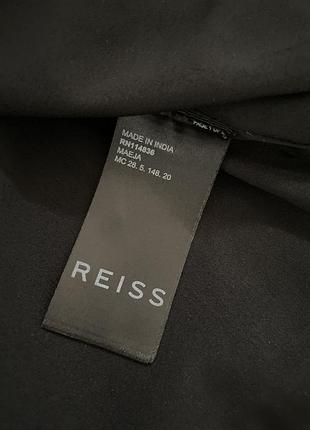 MADE IN INDIA
RN114836
MAEJA
MC 28. 5. 148. 20
REISS